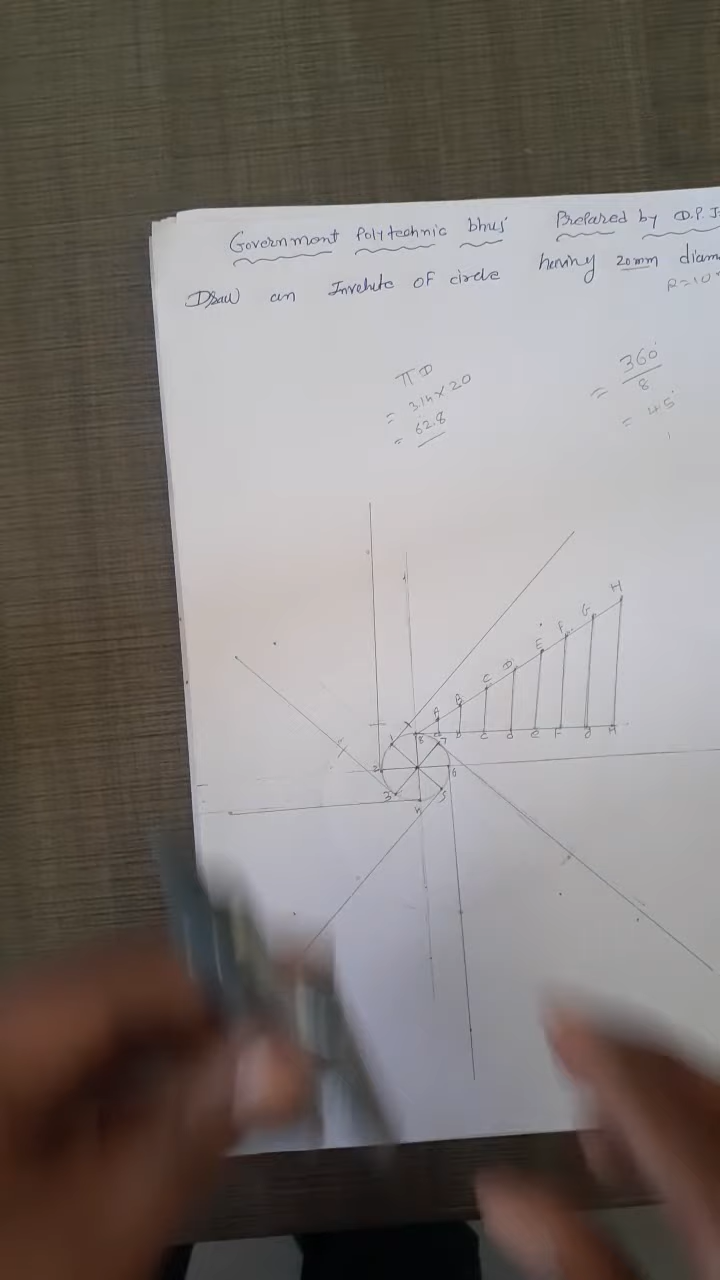 Government Polytechnic bhuj Prepared by D.P.
Draw an Involute OF circle having 20mm
πD
= 3.14 × 20
= 62.8
= 360° / 8
= 45°
H
G
F
E
D
C
B
A
X
1 8 7 b c d e F g H
2 6
3 5
4